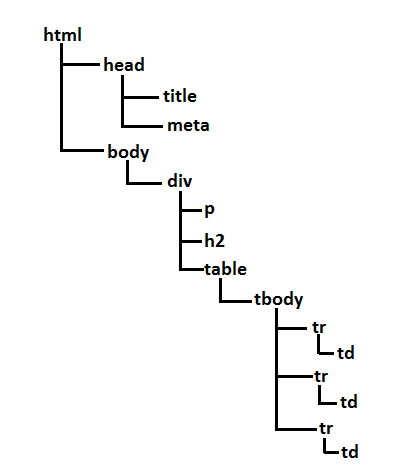 html
head
title
meta
body
div
p
h2
table
tbody
tr
td
tr
td
tr
td